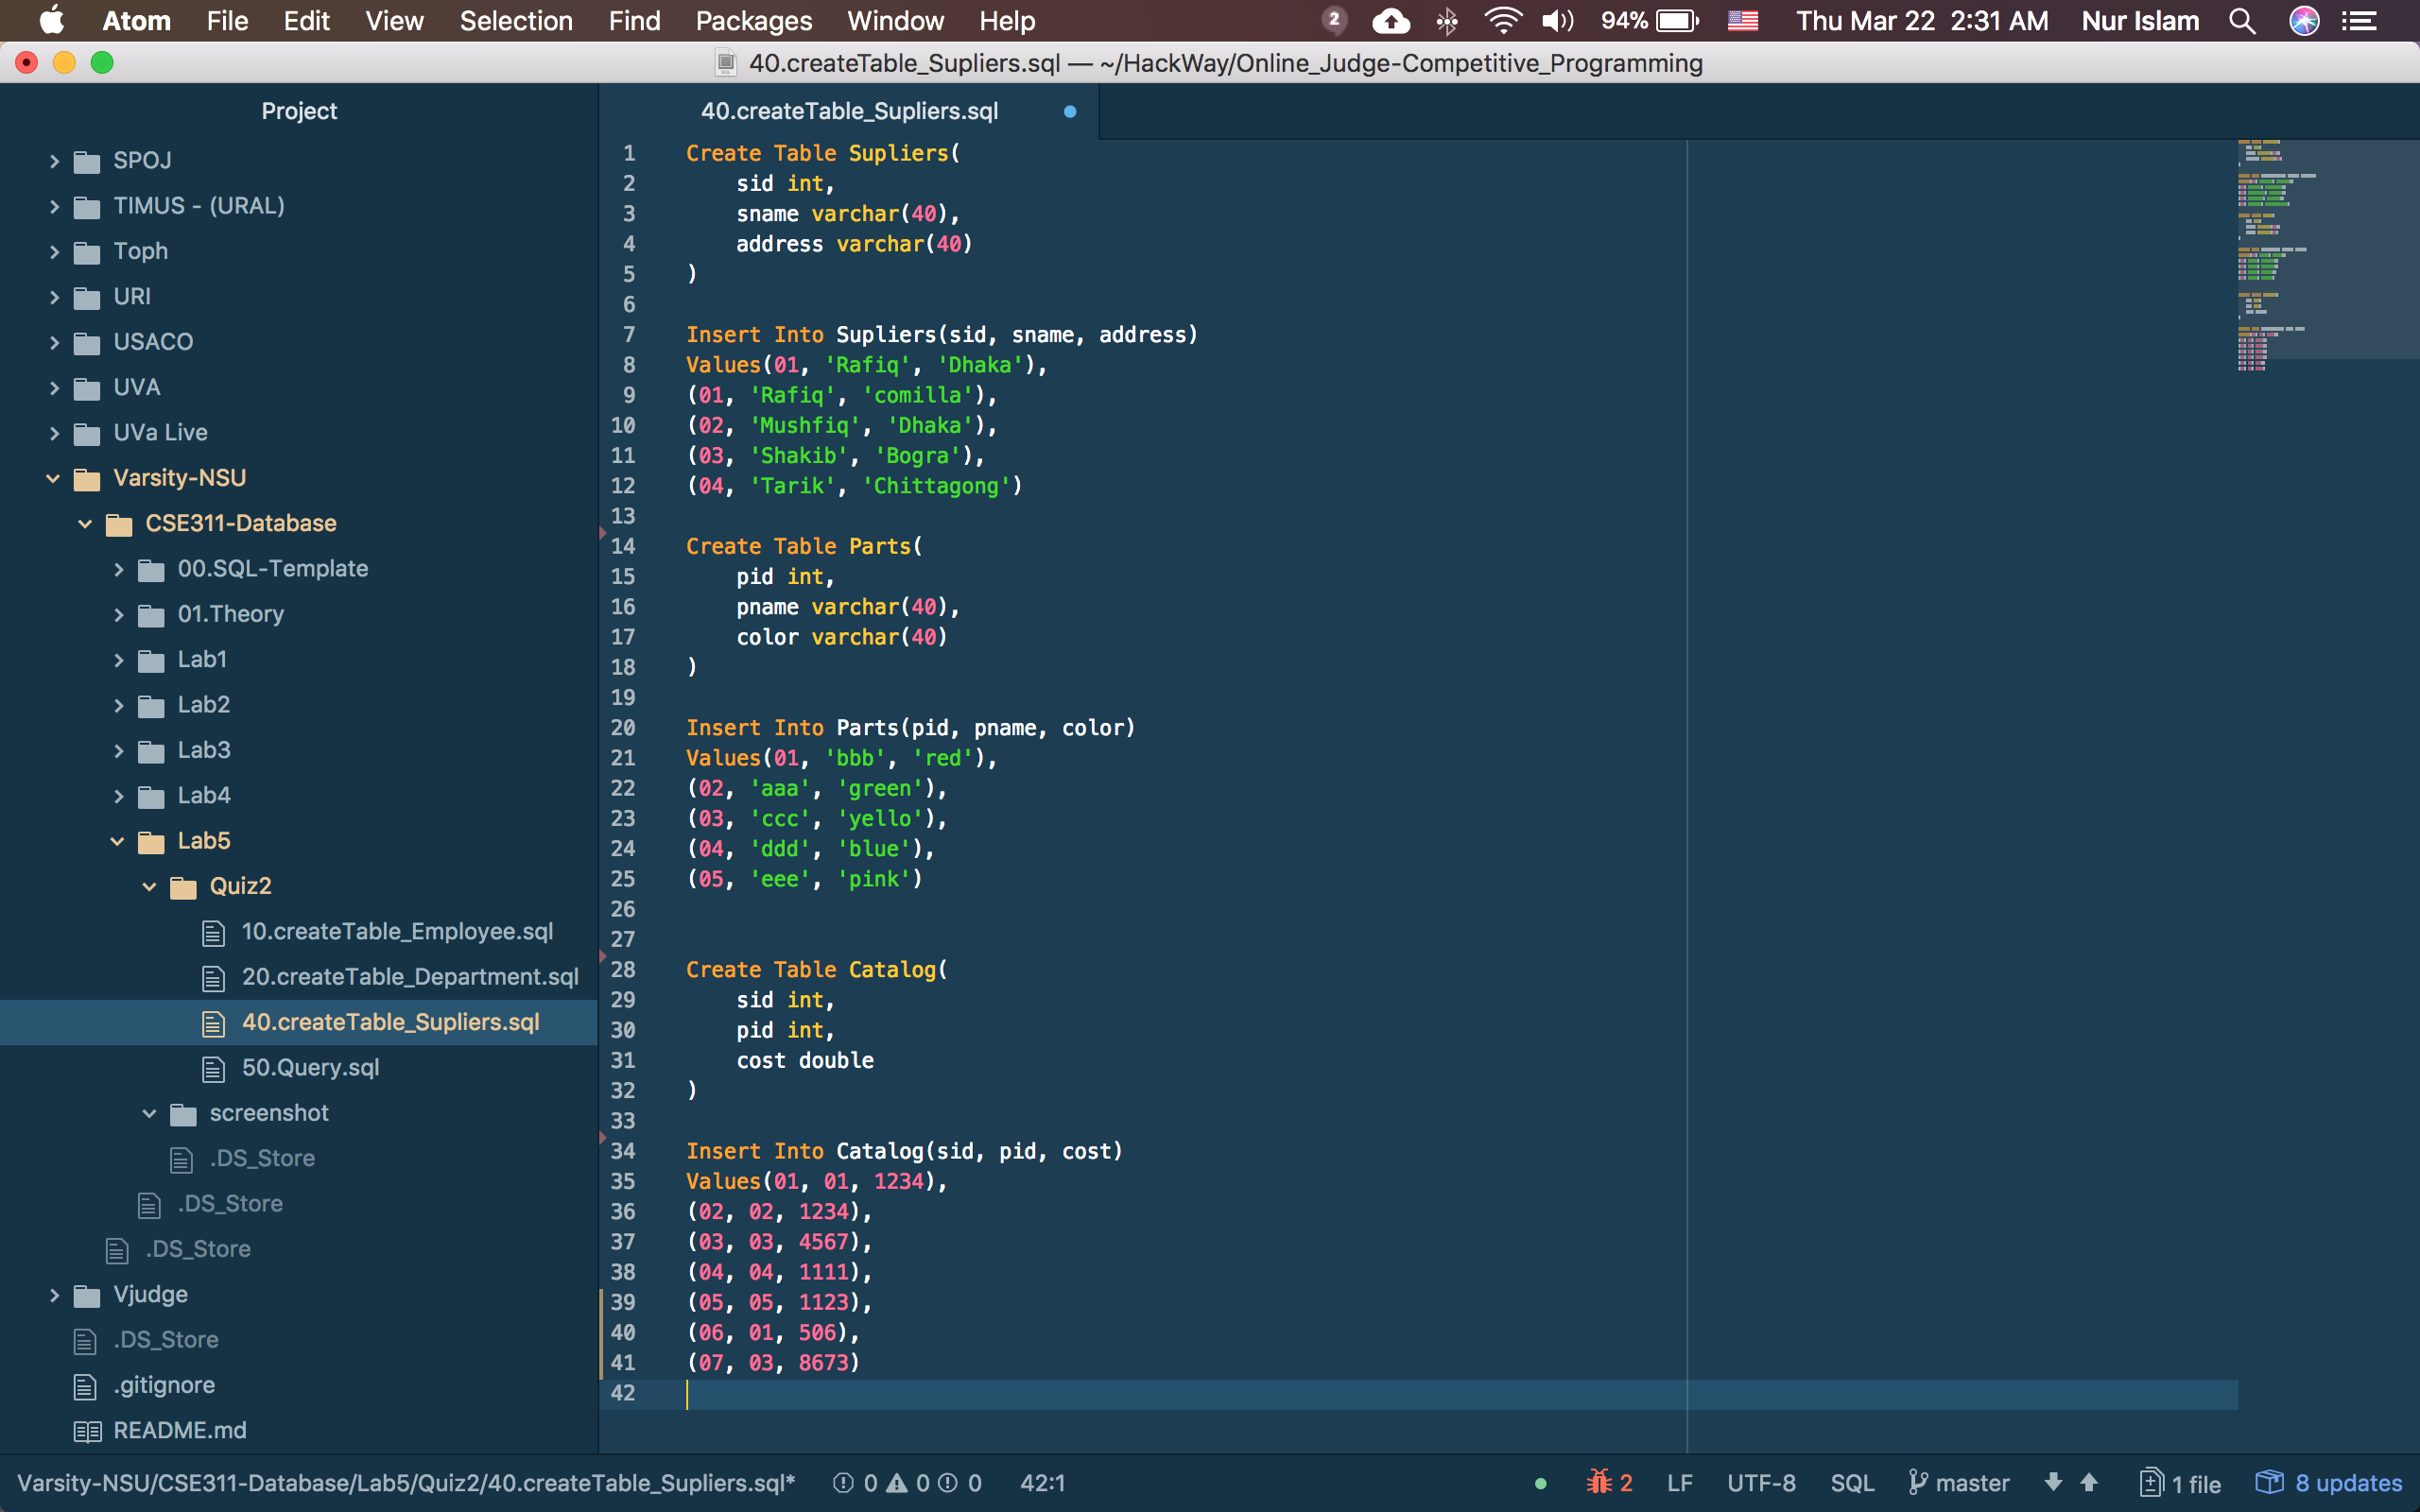 Atom File Edit View Selection Find Packages Window Help 2 94% Thu Mar 22 2:31 AM Nur Islam
40.createTable_Supliers.sql — ~/HackWay/Online_Judge-Competitive_Programming
Project
SPOJ
TIMUS - (URAL)
Toph
URI
USACO
UVA
UVa Live
Varsity-NSU
CSE311-Database
00.SQL-Template
01.Theory
Lab1
Lab2
Lab3
Lab4
Lab5
Quiz2
10.createTable_Employee.sql
20.createTable_Department.sql
40.createTable_Supliers.sql
50.Query.sql
screenshot
.DS_Store
.DS_Store
.DS_Store
Vjudge
.DS_Store
.gitignore
README.md
40.createTable_Supliers.sql
1 Create Table Supliers(
2 sid int,
3 sname varchar(40),
4 address varchar(40)
5 )
6
7 Insert Into Supliers(sid, sname, address)
8 Values(01, 'Rafiq', 'Dhaka'),
9 (01, 'Rafiq', 'comilla'),
10 (02, 'Mushfiq', 'Dhaka'),
11 (03, 'Shakib', 'Bogra'),
12 (04, 'Tarik', 'Chittagong')
13
14 Create Table Parts(
15 pid int,
16 pname varchar(40),
17 color varchar(40)
18 )
19
20 Insert Into Parts(pid, pname, color)
21 Values(01, 'bbb', 'red'),
22 (02, 'aaa', 'green'),
23 (03, 'ccc', 'yello'),
24 (04, 'ddd', 'blue'),
25 (05, 'eee', 'pink')
26
27
28 Create Table Catalog(
29 sid int,
30 pid int,
31 cost double
32 )
33
34 Insert Into Catalog(sid, pid, cost)
35 Values(01, 01, 1234),
36 (02, 02, 1234),
37 (03, 03, 4567),
38 (04, 04, 1111),
39 (05, 05, 1123),
40 (06, 01, 506),
41 (07, 03, 8673)
42
Varsity-NSU/CSE311-Database/Lab5/Quiz2/40.createTable_Supliers.sql* 0 0 0 42:1 2 LF UTF-8 SQL master 1 file 8 updates